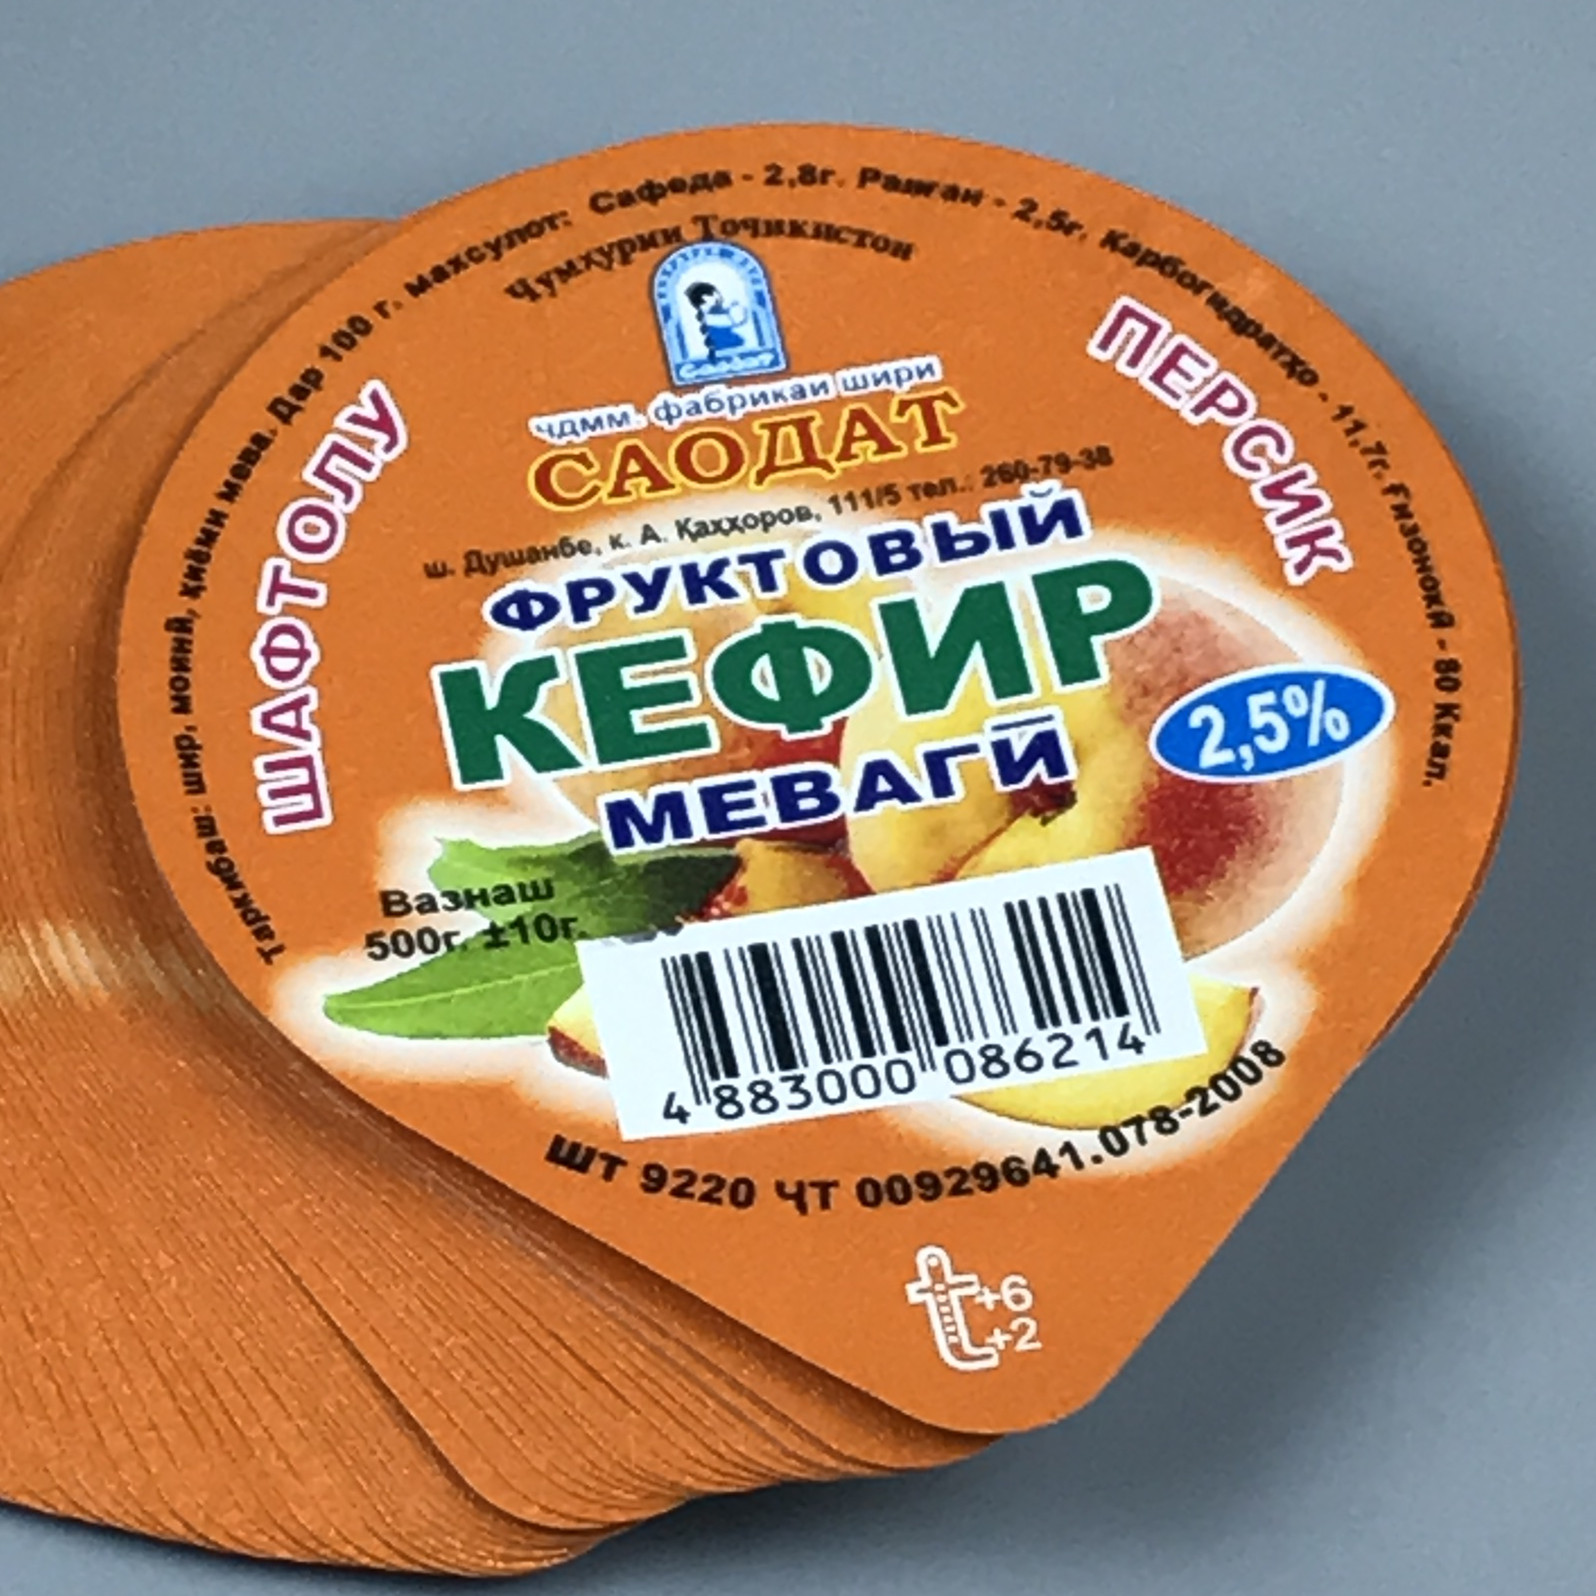 Таркибаш: шир, моинӣ, қиёми мева. Дар 100 г. махсулот: Сафеда - 2,8г. Равған - 2,5г. Карбогидратҳо - 11,7г. Ғизонокӣ - 80 Ккал.
Ҷумҳурии Тоҷикистон
Саодат
ҶДММ. фабрикаи шири
САОДАТ
ш. Душанбе, к. А. Қаҳҳоров, 111/5 тел.: 260-79-38
ШАФТОЛУ
ПЕРСИК
ФРУКТОВЫЙ
КЕФИР
МЕВАГӢ
2,5%
Вазнаш
500г. ±10г.
4 883000 086214
ШТ 9220 ҶТ 00929641.078-2008
t +6
+2